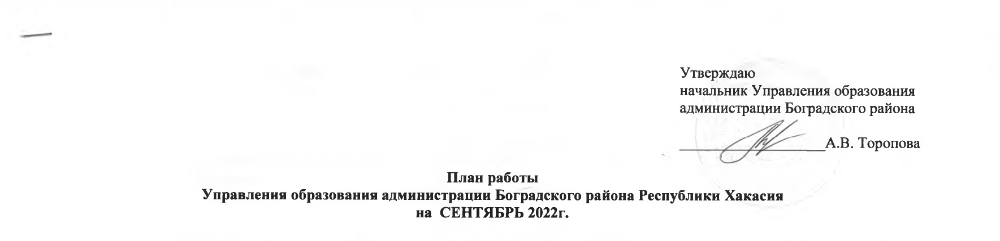 Утверждаю
начальник Управления образования
администрации Боградского района
А.В. Торопова
План работы
Управления образования администрации Боградского района Республики Хакасия
на СЕНТЯБРЬ 2022г.